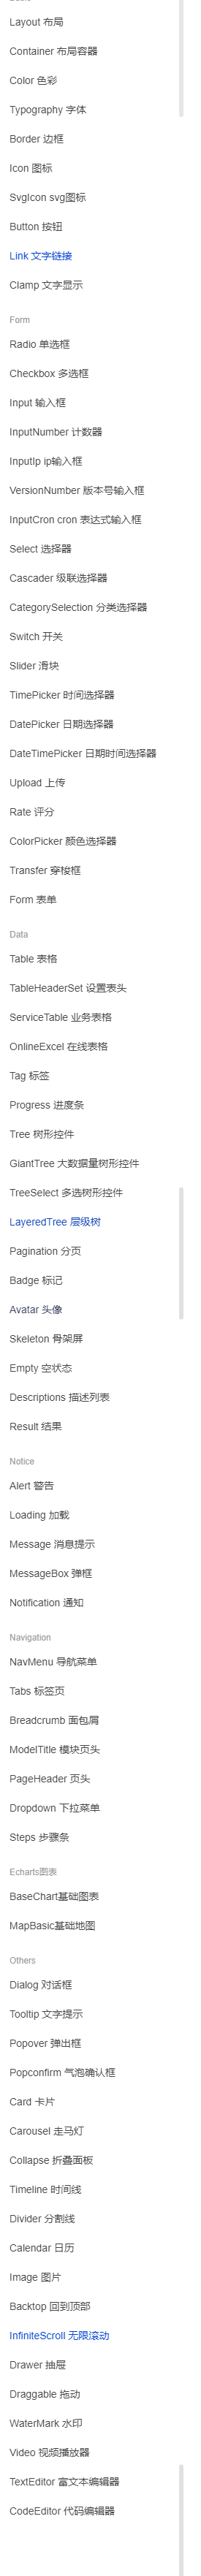 Layout 布局
Container 布局容器
Color 色彩
Typography 字体
Border 边框
Icon 图标
SvgIcon svg图标
Button 按钮
Link 文字链接
Clamp 文字显示
Form
Radio 单选框
Checkbox 多选框
Input 输入框
InputNumber 计数器
InputIp ip输入框
VersionNumber 版本号输入框
InputCron cron 表达式输入框
Select 选择器
Cascader 级联选择器
CategorySelection 分类选择器
Switch 开关
Slider 滑块
TimePicker 时间选择器
DatePicker 日期选择器
DateTimePicker 日期时间选择器
Upload 上传
Rate 评分
ColorPicker 颜色选择器
Transfer 穿梭框
Form 表单
Data
Table 表格
TableHeaderSet 设置表头
ServiceTable 业务表格
OnlineExcel 在线表格
Tag 标签
Progress 进度条
Tree 树形控件
GiantTree 大数据量树形控件
TreeSelect 多选树形控件
LayeredTree 层级树
Pagination 分页
Badge 标记
Avatar 头像
Skeleton 骨架屏
Empty 空状态
Descriptions 描述列表
Result 结果
Notice
Alert 警告
Loading 加载
Message 消息提示
MessageBox 弹框
Notification 通知
Navigation
NavMenu 导航菜单
Tabs 标签页
Breadcrumb 面包屑
ModelTitle 模块页头
PageHeader 页头
Dropdown 下拉菜单
Steps 步骤条
Echarts图表
BaseChart基础图表
MapBasic基础地图
Others
Dialog 对话框
Tooltip 文字提示
Popover 弹出框
Popconfirm 气泡确认框
Card 卡片
Carousel 走马灯
Collapse 折叠面板
Timeline 时间线
Divider 分割线
Calendar 日历
Image 图片
Backtop 回到顶部
InfiniteScroll 无限滚动
Drawer 抽屉
Draggable 拖动
WaterMark 水印
Video 视频播放器
TextEditor 富文本编辑器
CodeEditor 代码编辑器